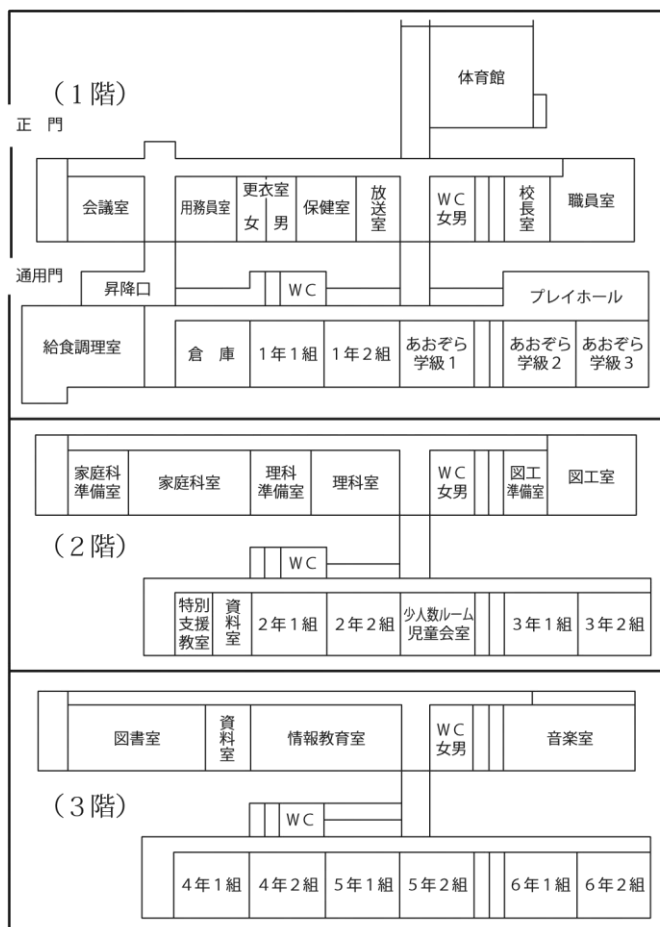 （1階）
体育館
正　門
会議室
用務員室
更衣室
女
男
保健室
放送室
WC
女男
校長室
職員室
通用門
昇降口
WC
プレイホール
給食調理室
倉　庫
1年1組
1年2組
あおぞら
学級1
あおぞら
学級2
あおぞら
学級3
家庭科
準備室
家庭科室
理科
準備室
理科室
WC
女男
図工
準備室
図工室
（2階）
WC
特別
支援
教室
資料室
2年1組
2年2組
少人数ルーム
児童会室
3年1組
3年2組
図書室
資料室
情報教育室
WC
女男
音楽室
（3階）
WC
4年1組
4年2組
5年1組
5年2組
6年1組
6年2組